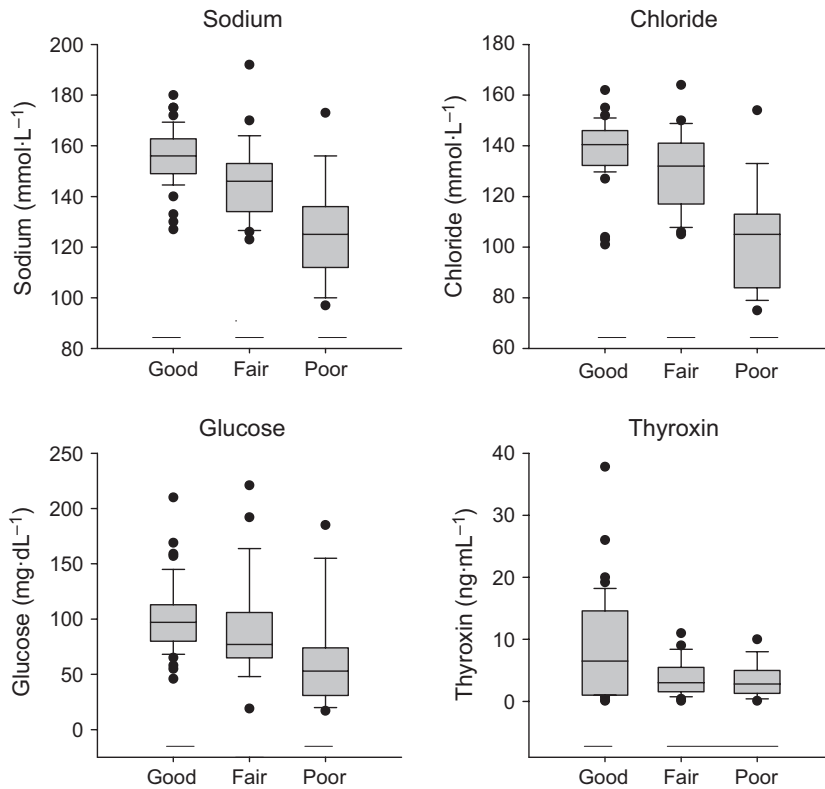 Sodium
Sodium (mmol·L⁻¹)
200
180
160
140
120
100
80
Good Fair Poor
Chloride
Chloride (mmol·L⁻¹)
180
160
140
120
100
80
60
Good Fair Poor
Glucose
Glucose (mg·dL⁻¹)
250
200
150
100
50
0
Good Fair Poor
Thyroxin
Thyroxin (ng·mL⁻¹)
40
30
20
10
0
Good Fair Poor